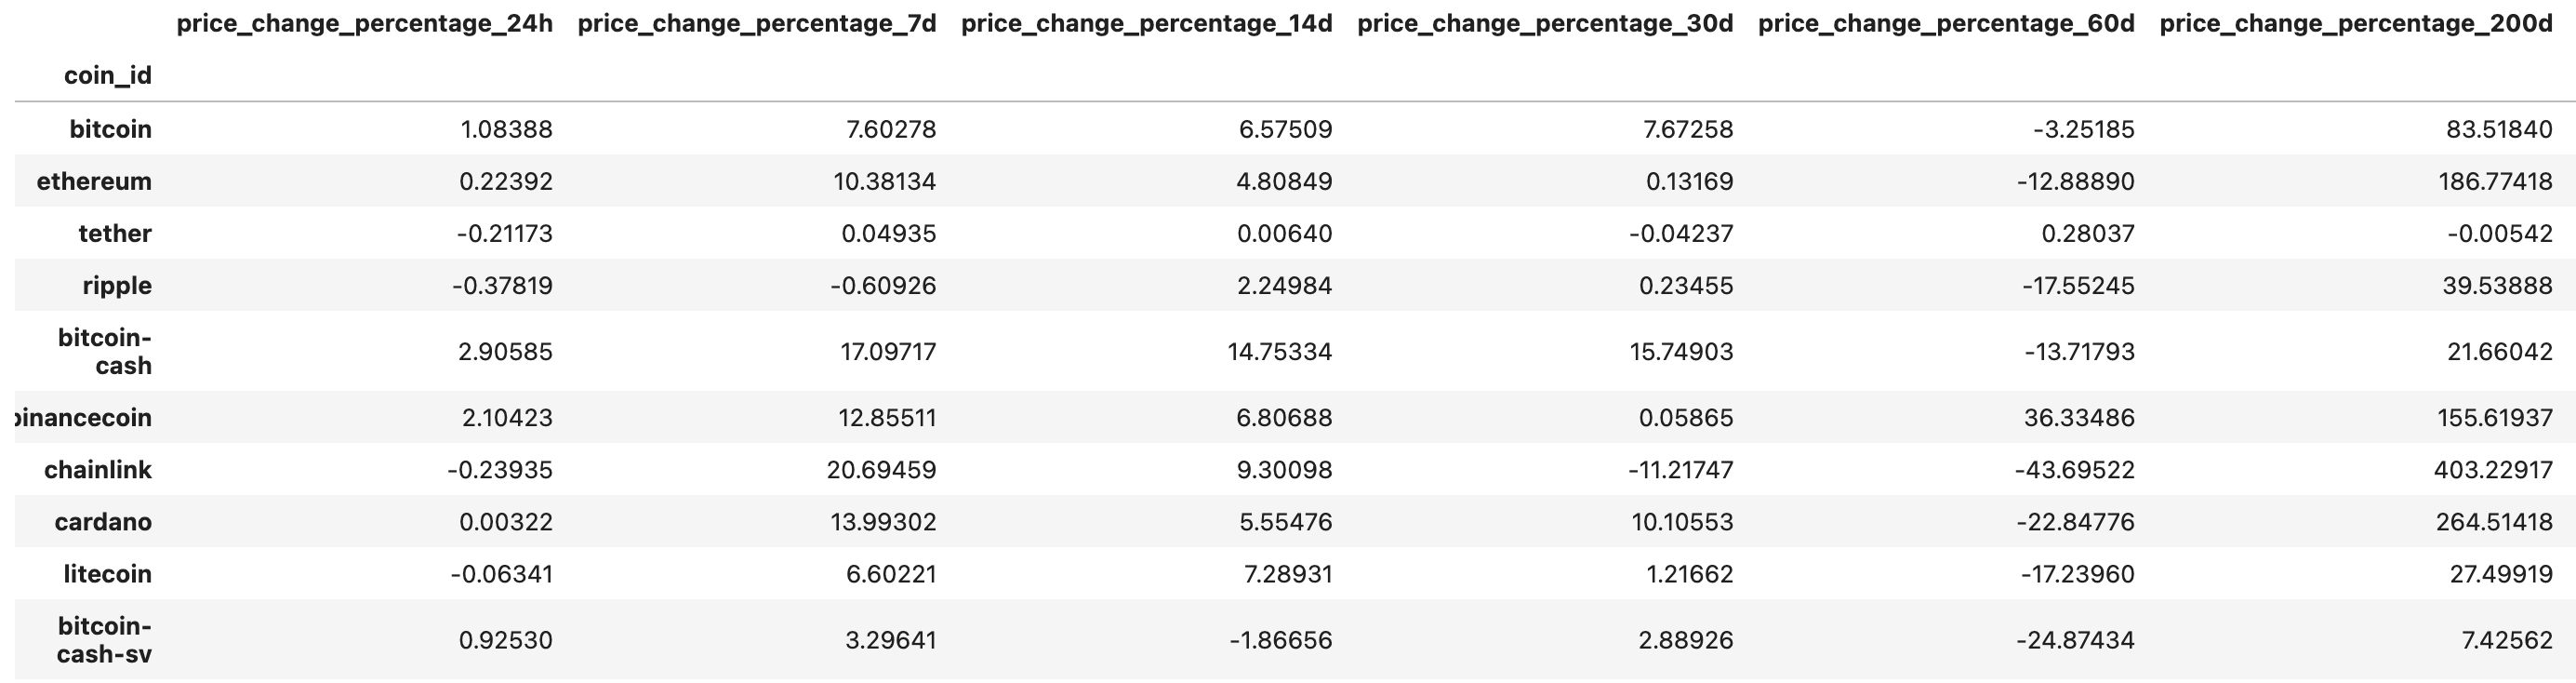 price_change_percentage_24h price_change_percentage_7d price_change_percentage_14d price_change_percentage_30d price_change_percentage_60d price_change_percentage_200d
coin_id
bitcoin 1.08388 7.60278 6.57509 7.67258 -3.25185 83.51840
ethereum 0.22392 10.38134 4.80849 0.13169 -12.88890 186.77418
tether -0.21173 0.04935 0.00640 -0.04237 0.28037 -0.00542
ripple -0.37819 -0.60926 2.24984 0.23455 -17.55245 39.53888
bitcoin-
cash 2.90585 17.09717 14.75334 15.74903 -13.71793 21.66042
binancecoin 2.10423 12.85511 6.80688 0.05865 36.33486 155.61937
chainlink -0.23935 20.69459 9.30098 -11.21747 -43.69522 403.22917
cardano 0.00322 13.99302 5.55476 10.10553 -22.84776 264.51418
litecoin -0.06341 6.60221 7.28931 1.21662 -17.23960 27.49919
bitcoin-
cash-sv 0.92530 3.29641 -1.86656 2.88926 -24.87434 7.42562